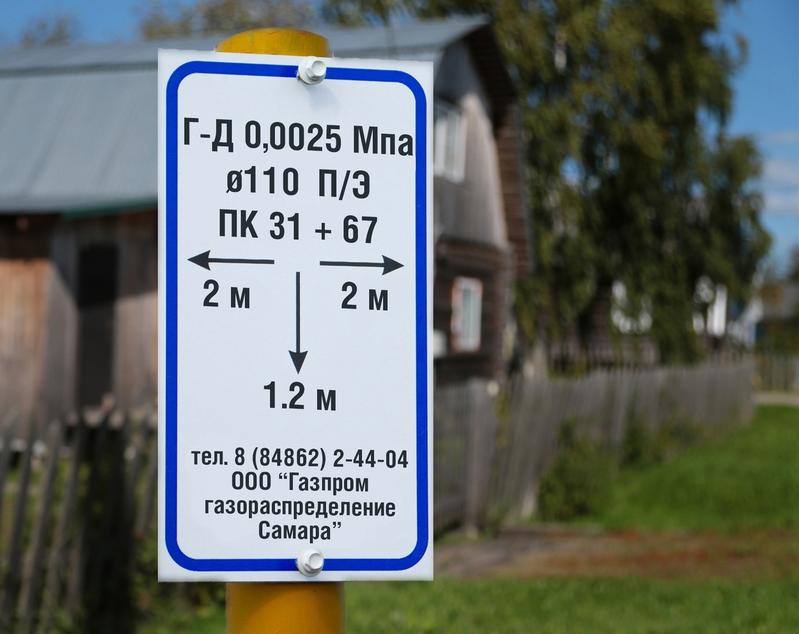 Г-Д 0,0025 Мпа
ø110 П/Э
ПК 31 + 67
2 м 2 м
1.2 м
тел. 8 (84862) 2-44-04
ООО “Газпром
газораспределение
Самара”